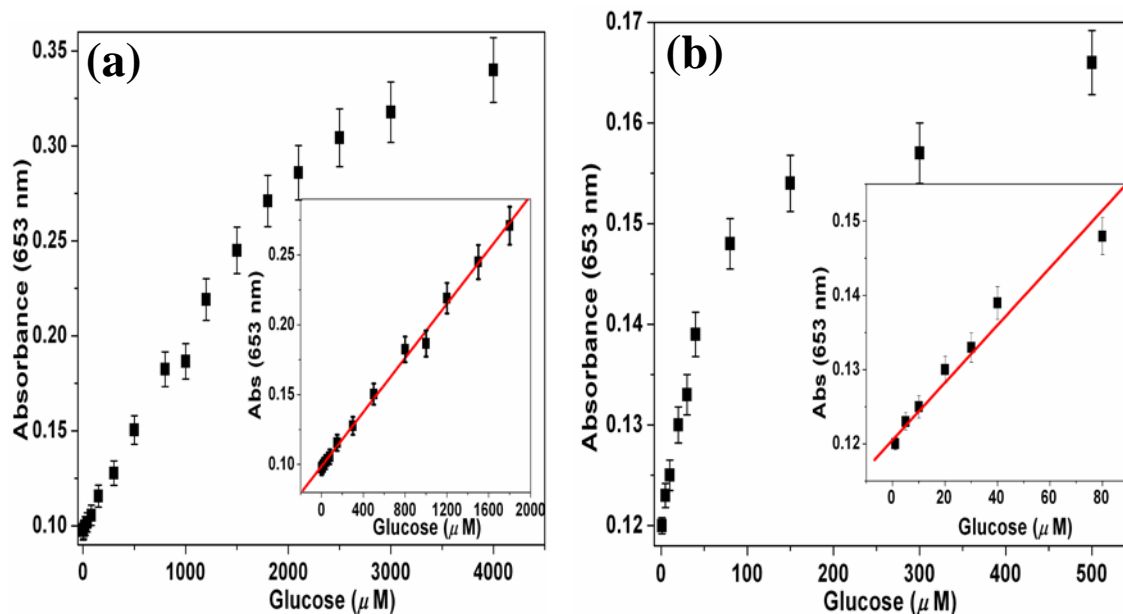 (a)
Absorbance (653 nm)
0.35
0.30
0.25
0.20
0.15
0.10
0 1000 2000 3000 4000
Glucose (μM)
Abs (653 nm)
0.25
0.20
0.15
0.10
0 400 800 1200 1600 2000
Glucose (μM)
(b)
Absorbance (653 nm)
0.17
0.16
0.15
0.14
0.13
0.12
0 100 200 300 400 500
Glucose (μM)
Abs (653 nm)
0.15
0.14
0.13
0.12
0 20 40 60 80
Glucose (μM)